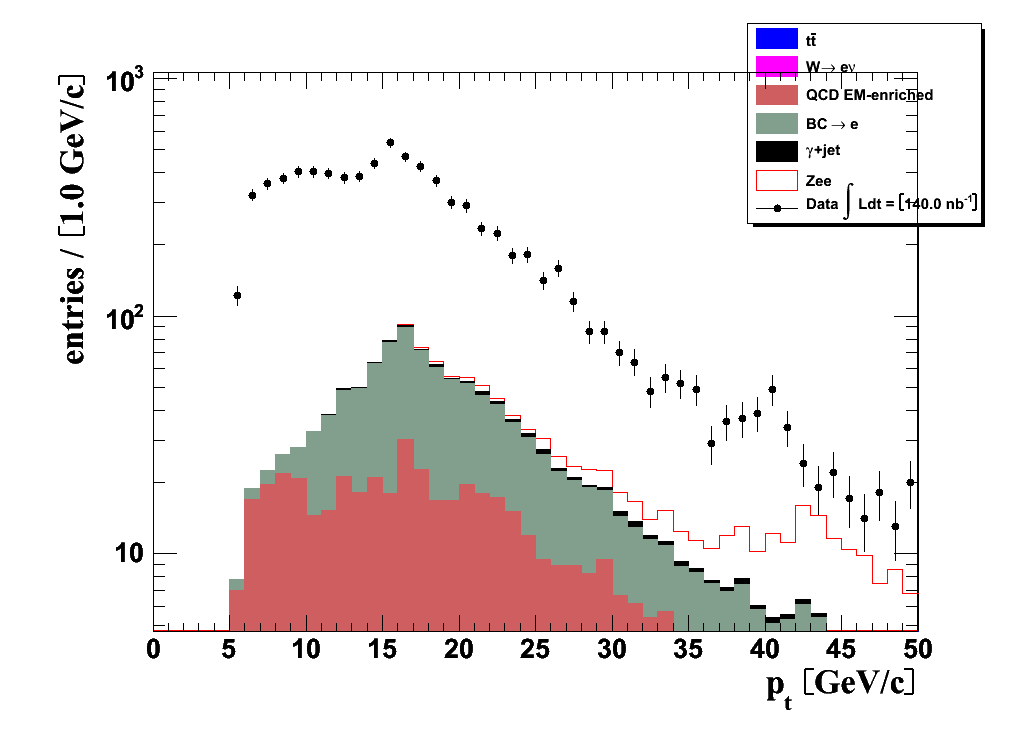 tt̄
W→ eν
QCD EM-enriched
BC → e
γ+jet
Zee
Data ∫ Ldt = [140.0 nb⁻¹]
entries / [1.0 GeV/c]
10³
10²
10
0 5 10 15 20 25 30 35 40 45 50
pₜ [GeV/c]